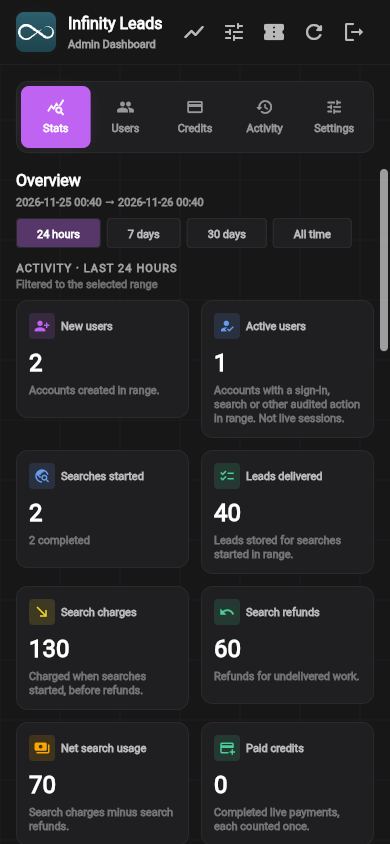 Infinity Leads
Admin Dashboard
Stats
Users
Credits
Activity
Settings
Overview
2026-11-25 00:40 → 2026-11-26 00:40
24 hours
7 days
30 days
All time
ACTIVITY · LAST 24 HOURS
Filtered to the selected range
New users
2
Accounts created in range.
Active users
1
Accounts with a sign-in,
search or other audited action
in range. Not live sessions.
Searches started
2
2 completed
Leads delivered
40
Leads stored for searches
started in range.
Search charges
130
Charged when searches
started, before refunds.
Search refunds
60
Refunds for undelivered work.
Net search usage
70
Search charges minus search
refunds.
Paid credits
0
Completed live payments,
each counted once.